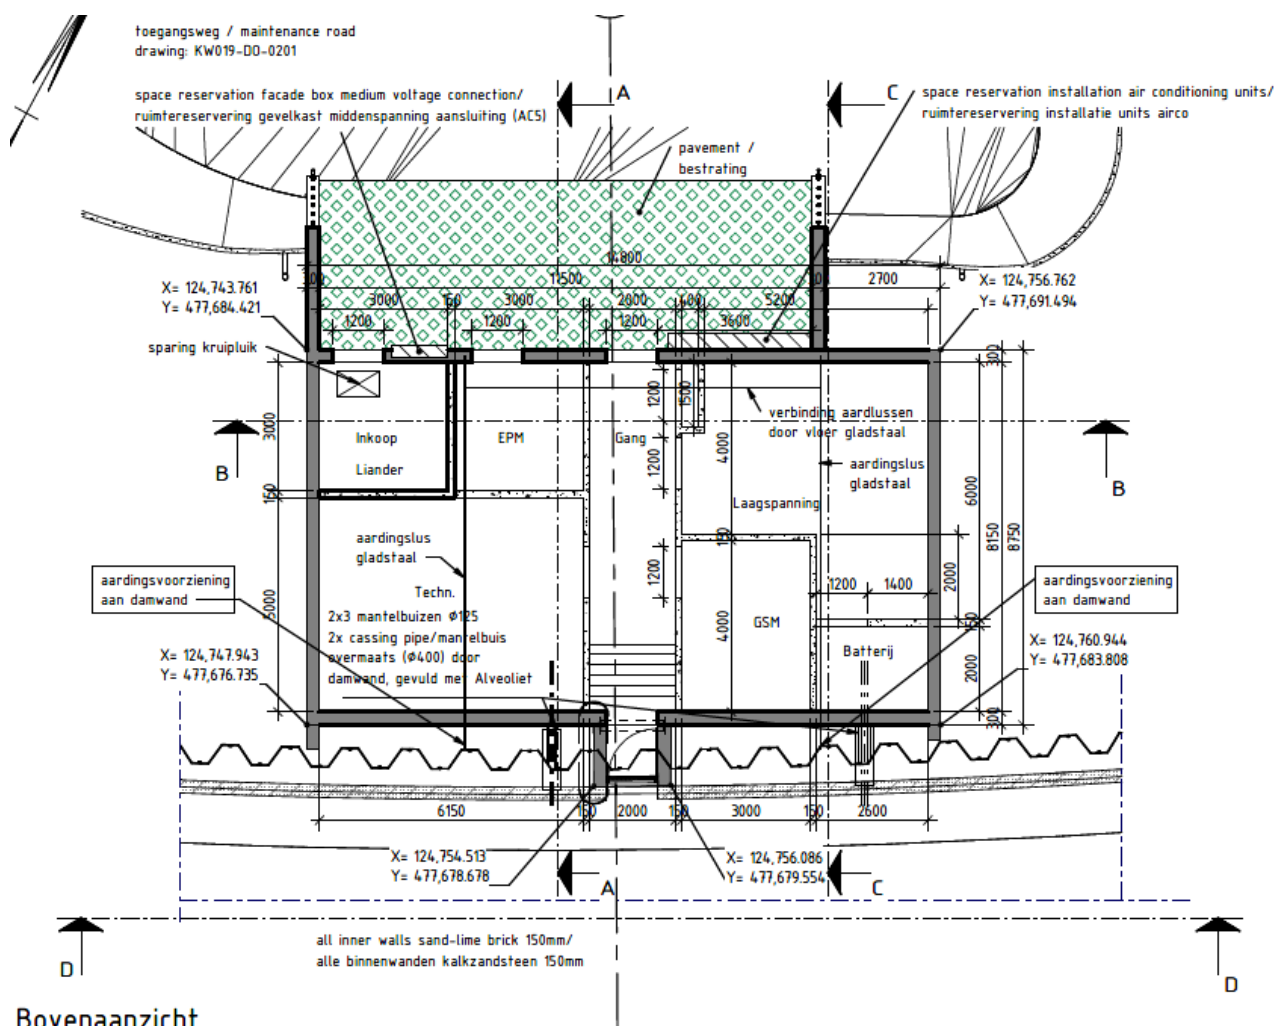 toegangsweg / maintenance road
drawing: KW019-DO-0201
space reservation facade box medium voltage connection/
ruimtereservering gevelkast middenspanning aansluiting (AC5)
A
C
space reservation installation air conditioning units/
ruimtereservering installatie units airco
pavement /
bestrating
14800
11500
2700
X= 124,743.761
Y= 477,684.421
X= 124,756.762
Y= 477,691.494
3000
150
3000
2000
400
5200
1200
1200
1200
3600
sparing kruipluik
300
1200
1500
3000
verbinding aardlussen
door vloer gladstaal
Inkoop
Liander
EPM
Gang
B
B
4000
1200
aardingslus
gladstaal
6000
150
Laagspanning
8150
8750
aardingslus
gladstaal
150
aardingsvoorziening
aan damwand
1200
1200
1400
2000
aardingsvoorziening
aan damwand
5000
Techn.
2x3 mantelbuizen Ø125
2x cassing pipe/mantelbuis
overmaats (Ø400) door
damwand, gevuld met Alveoliet
4000
GSM
150
Batterij
2000
X= 124,747.943
Y= 477,676.735
X= 124,760.944
Y= 477,683.808
300
6150
150
2000
150
3000
150
2600
X= 124,754.513
Y= 477,678.678
X= 124,756.086
Y= 477,679.554
A
C
D
D
all inner walls sand-lime brick 150mm/
alle binnenwanden kalkzandsteen 150mm
Bovenaanzicht